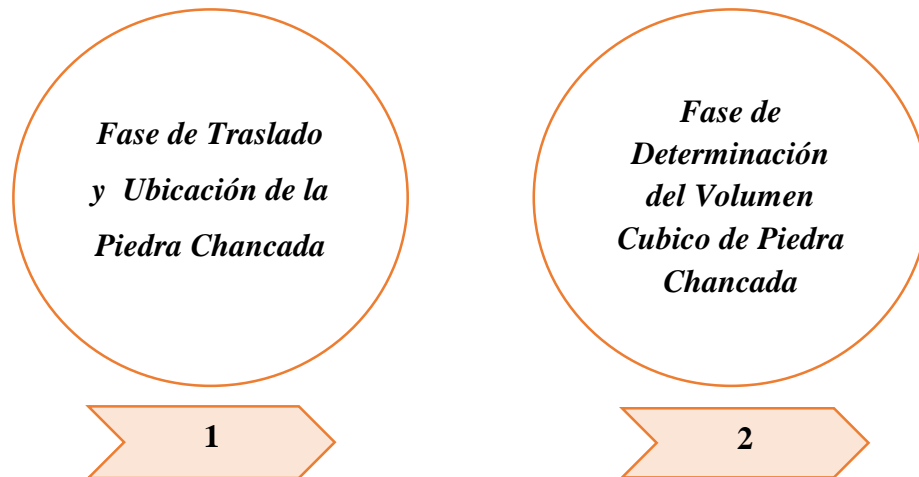 Fase de Traslado
y Ubicación de la
Piedra Chancada
1
Fase de
Determinación
del Volumen
Cubico de Piedra
Chancada
2